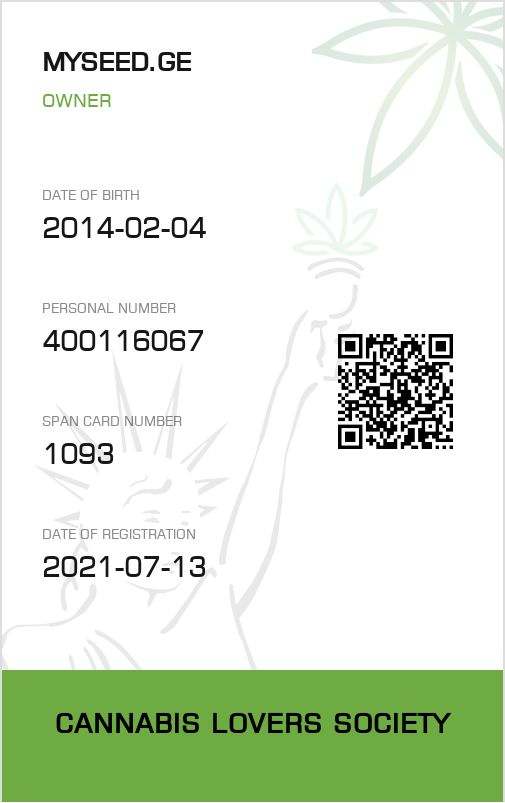 MYSEED.GE
OWNER
DATE OF BIRTH
2014-02-04
PERSONAL NUMBER
400116067
SPAN CARD NUMBER
1093
DATE OF REGISTRATION
2021-07-13
CANNABIS LOVERS SOCIETY